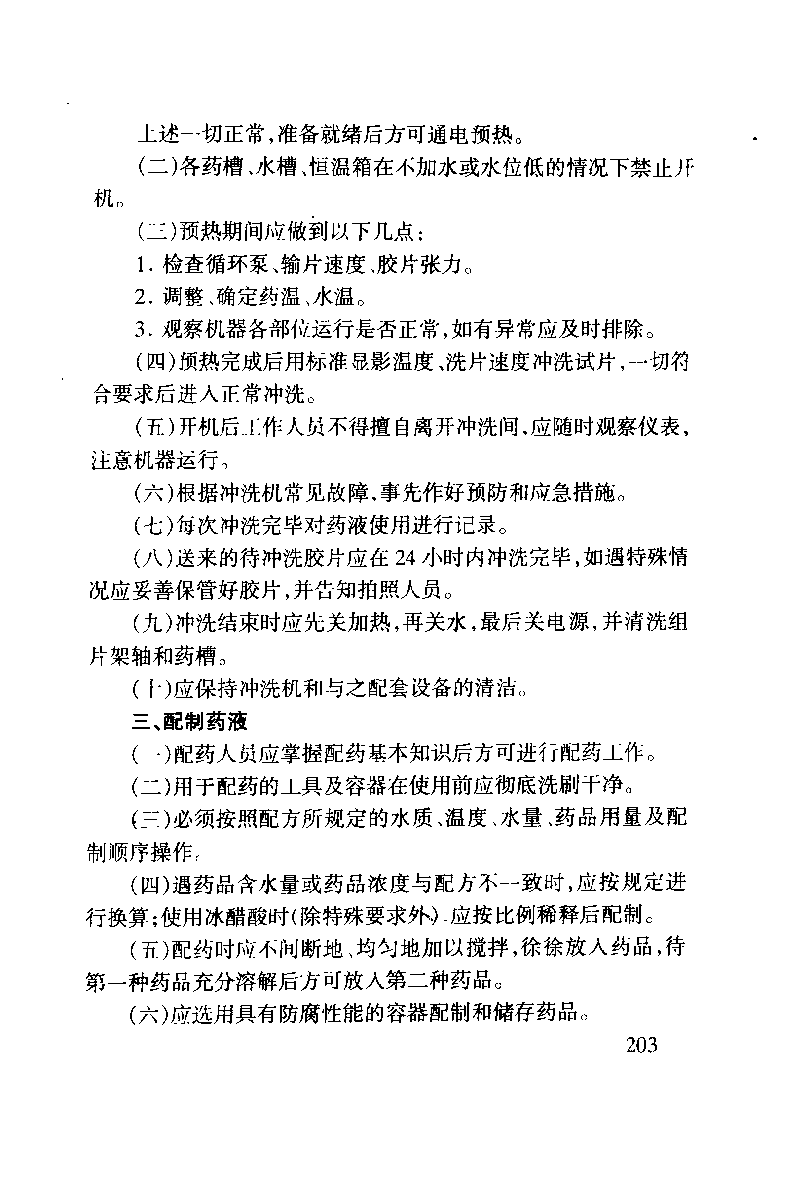 上述一切正常,准备就绪后方可通电预热。
(二)各药槽、水槽、恒温箱在不加水或水位低的情况下禁止开
机。
(三)预热期间应做到以下几点:
1. 检查循环泵、输片速度、胶片张力。
2. 调整、确定药温、水温。
3. 观察机器各部位运行是否正常,如有异常应及时排除。
(四)预热完成后用标准显影温度、洗片速度冲洗试片,一切符
合要求后进入正常冲洗。
(五)开机后工作人员不得擅自离开冲洗间,应随时观察仪表,
注意机器运行。
(六)根据冲洗机常见故障,事先作好预防和应急措施。
(七)每次冲洗完毕对药液使用进行记录。
(八)送来的待冲洗胶片应在 24 小时内冲洗完毕,如遇特殊情
况应妥善保管好胶片,并告知拍照人员。
(九)冲洗结束时应先关加热,再关水,最后关电源,并清洗组
片架轴和药槽。
(十)应保持冲洗机和与之配套设备的清洁。
三、配制药液
(一)配药人员应掌握配药基本知识后方可进行配药工作。
(二)用于配药的工具及容器在使用前应彻底洗刷干净。
(三)必须按照配方所规定的水质、温度、水量、药品用量及配
制顺序操作。
(四)遇药品含水量或药品浓度与配方不一致时,应按规定进
行换算;使用冰醋酸时(除特殊要求外),应按比例稀释后配制。
(五)配药时应不间断地、均匀地加以搅拌,徐徐放入药品,待
第一种药品充分溶解后方可放入第二种药品。
(六)应选用具有防腐性能的容器配制和储存药品。
203